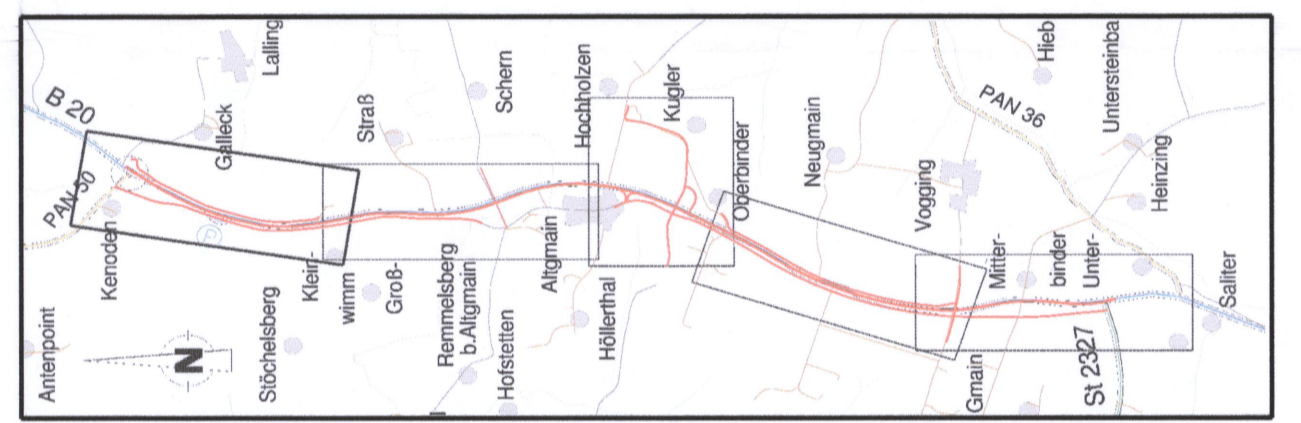 Antenpoint
Kenoden
PAN 30
B 20
N
Stöchelsberg
P
Galleck
Lalling
Klein-
wimm
Groß-
Straß
Remmelsberg
b.Altgmain
Hofstetten
Altgmain
Schern
Höllerthal
Hochholzen
Kugler
Oberbinder
Neugmain
Vogging
Gmain
Mitter-
binder
Unter-
PAN 36
Hieb
St 2327
Untersteinba
Heinzing
Saliter